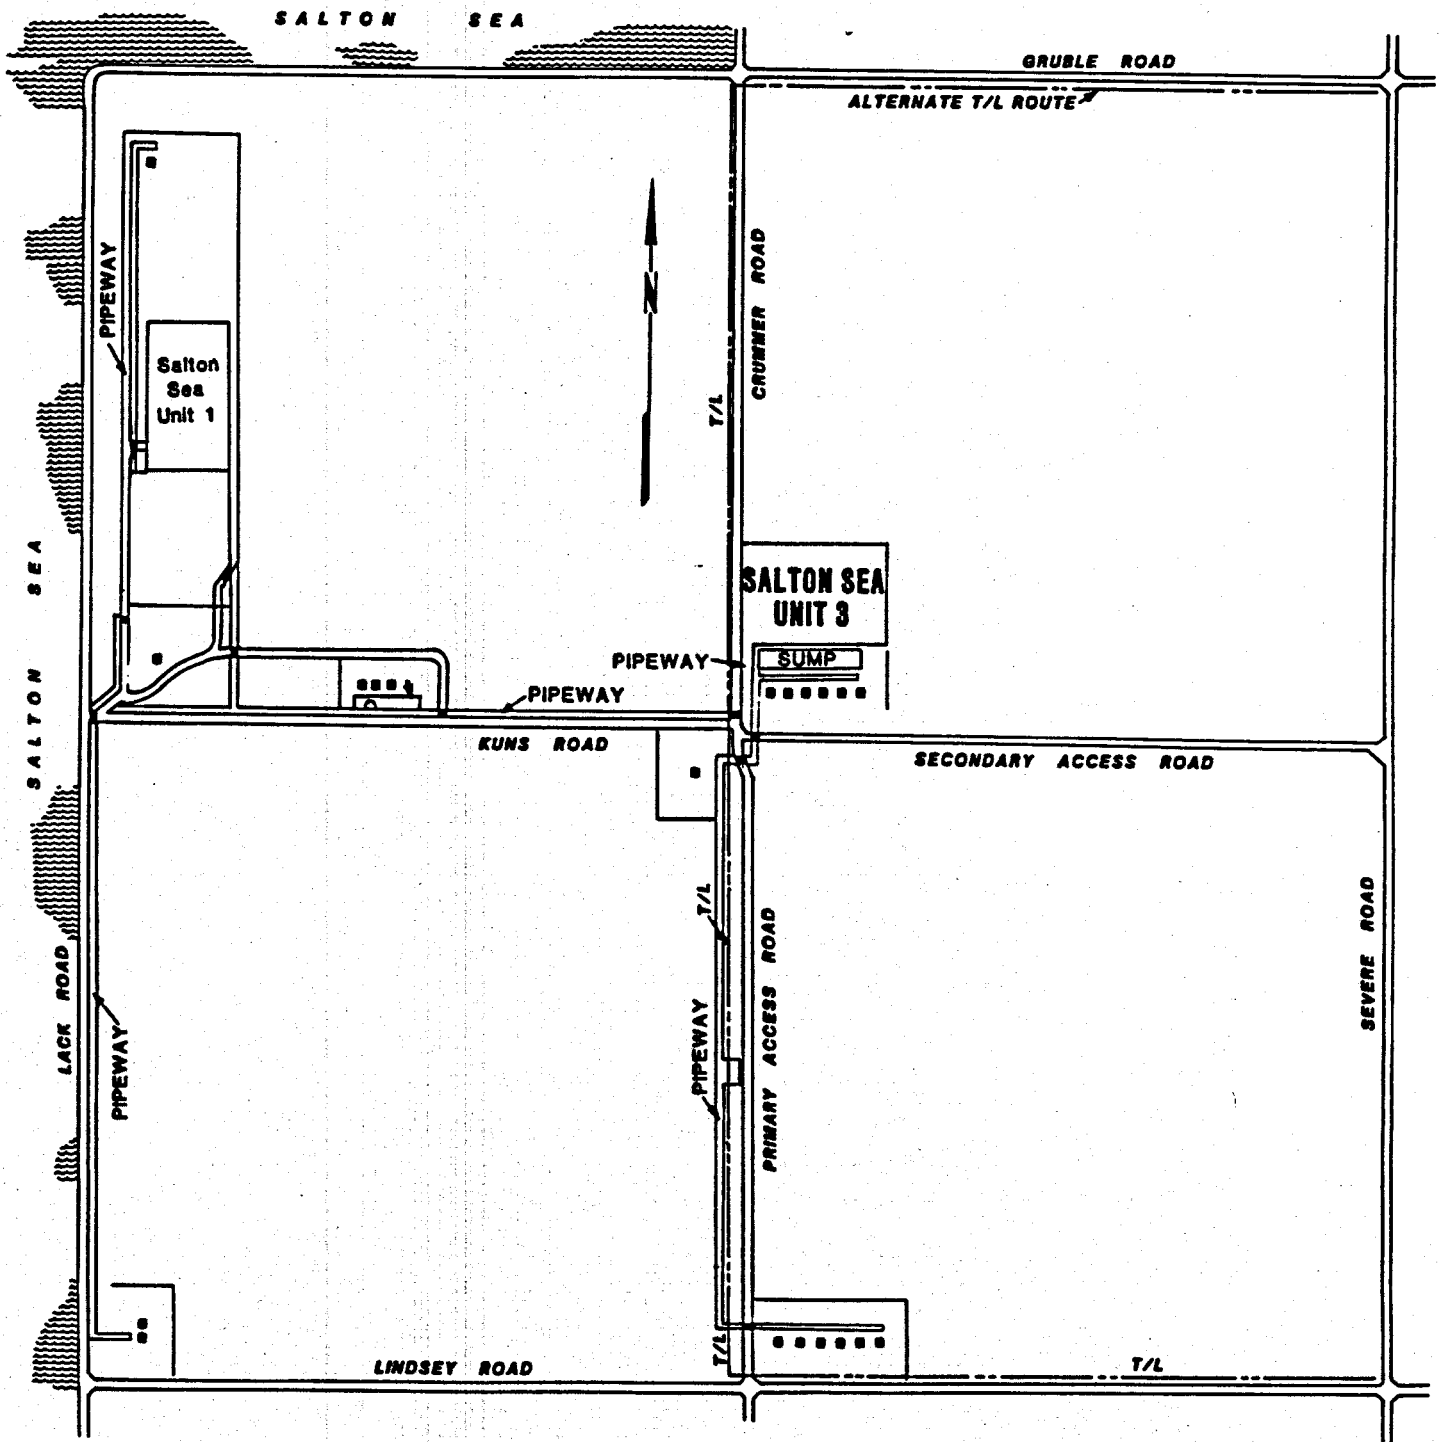 SALTON SEA
GRUBLE ROAD
ALTERNATE T/L ROUTE
PIPEWAY
N
CRUMMER ROAD
T/L
Salton
Sea
Unit 1
SALTON SEA
SALTON SEA
UNIT 3
PIPEWAY
SUMP
PIPEWAY
KUNS ROAD
SECONDARY ACCESS ROAD
T/L
LACK ROAD
PIPEWAY
PIPEWAY
PRIMARY ACCESS ROAD
SEVERE ROAD
T/L
LINDSEY ROAD
T/L